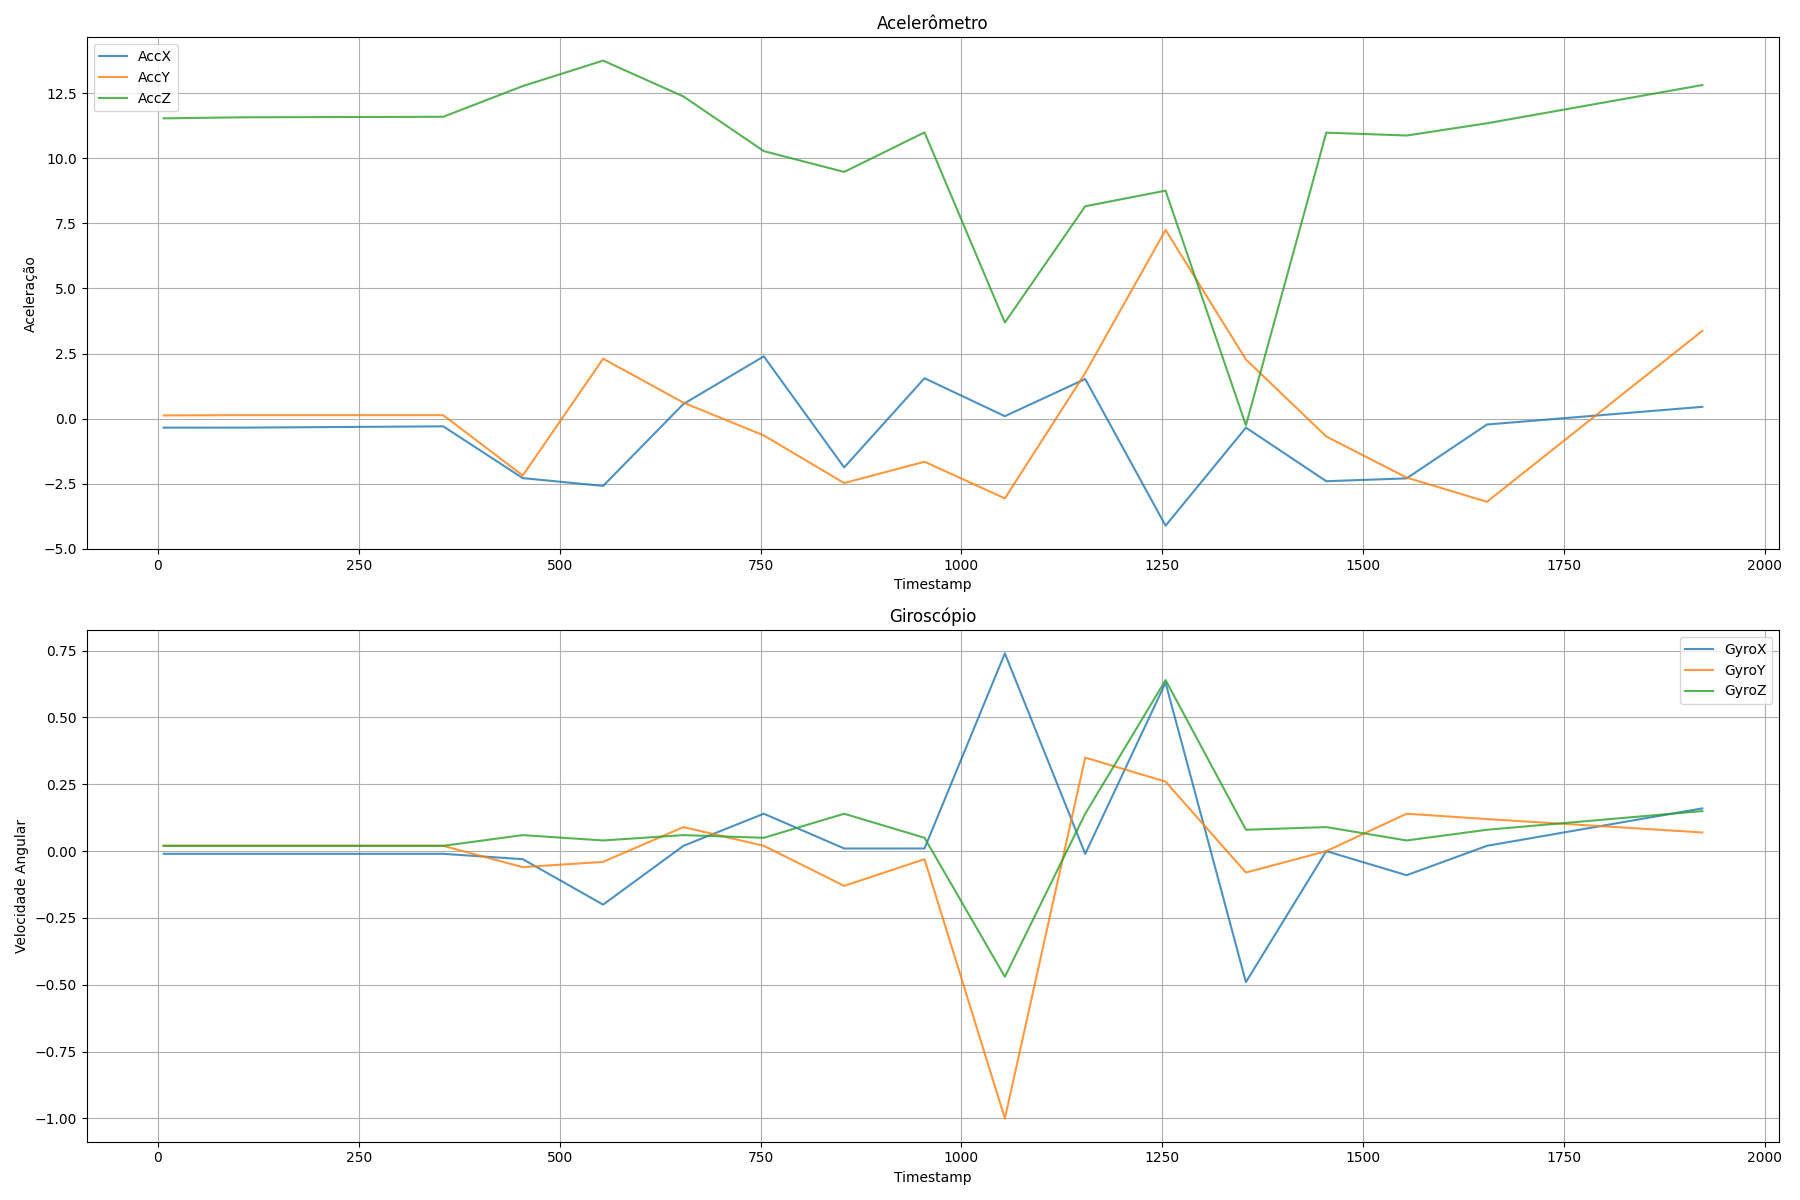 Acelerômetro
AccX
AccY
AccZ
12.5
10.0
7.5
5.0
2.5
0.0
−2.5
−5.0
Aceleração
0 250 500 750 1000 1250 1500 1750 2000
Timestamp
Giroscópio
GyroX
GyroY
GyroZ
0.75
0.50
0.25
0.00
−0.25
−0.50
−0.75
−1.00
Velocidade Angular
0 250 500 750 1000 1250 1500 1750 2000
Timestamp